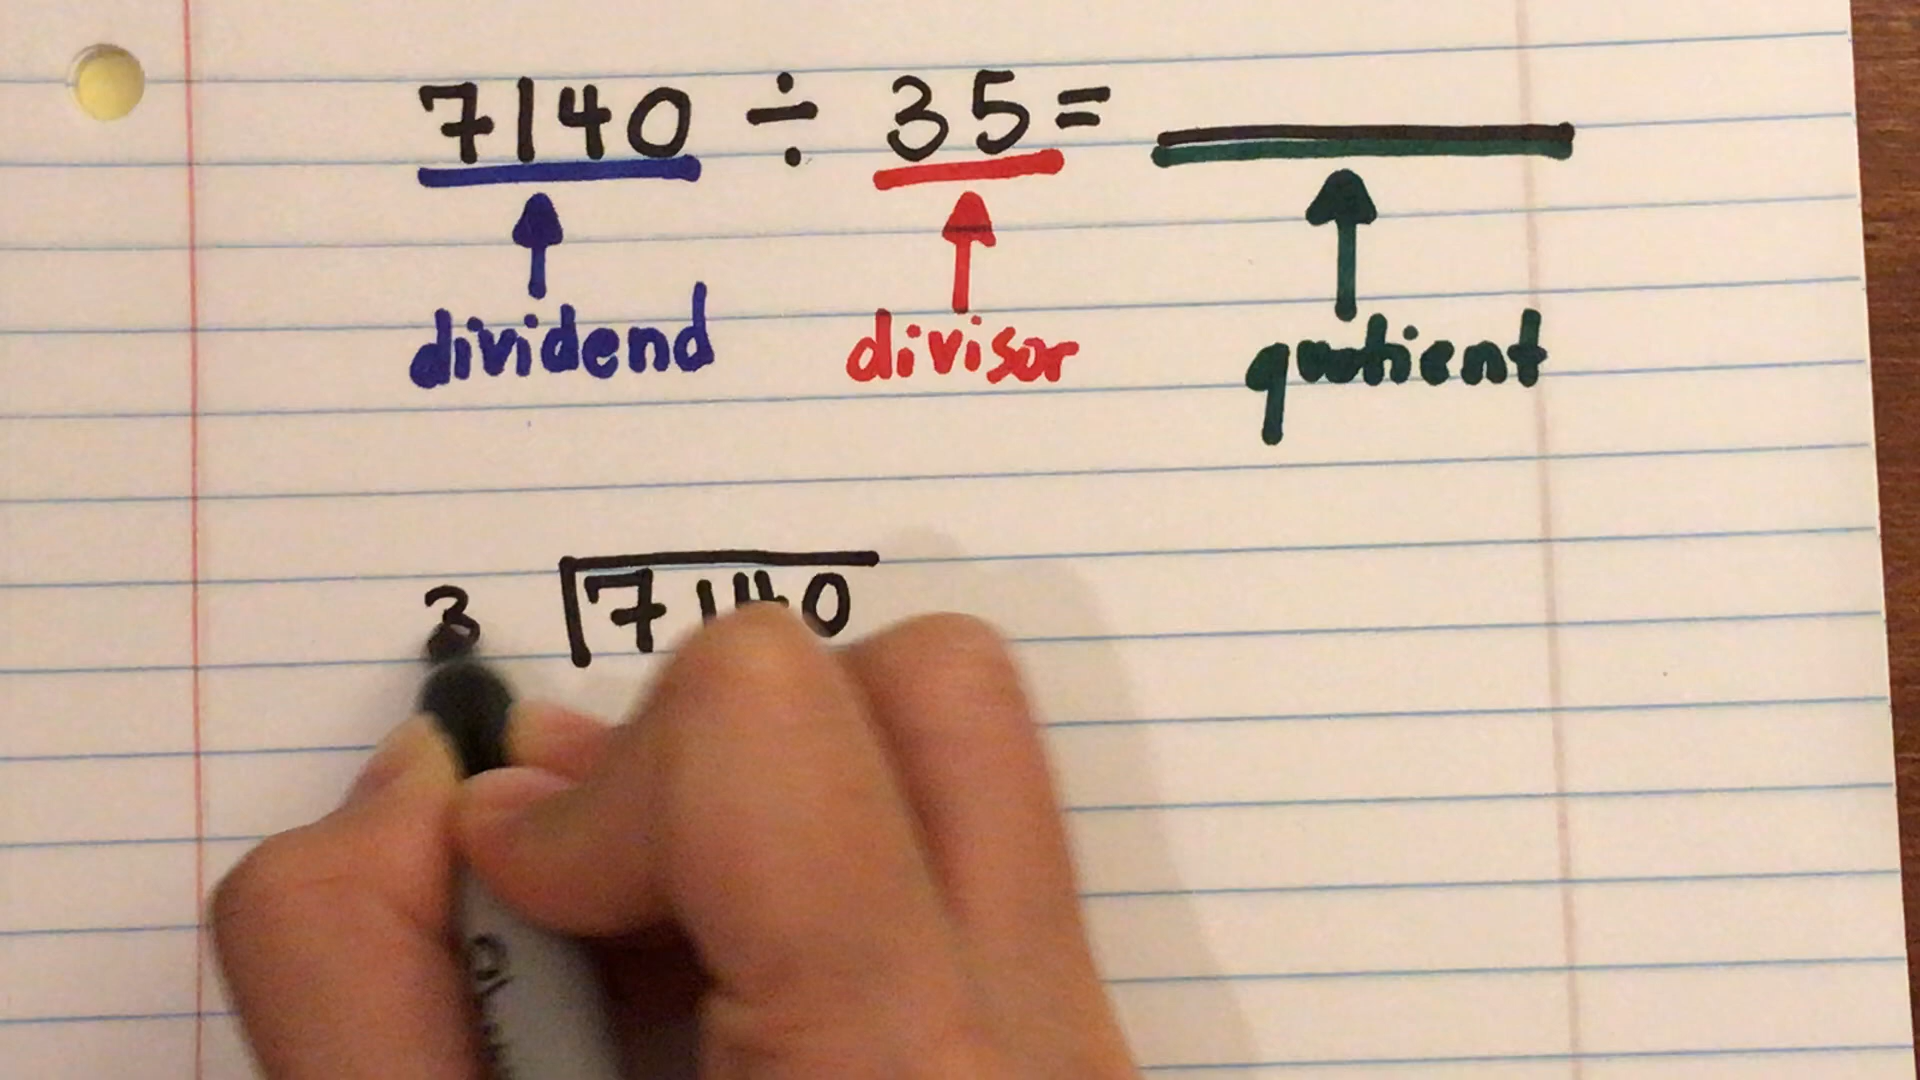 7140 ÷ 35 =
dividend divisor quotient
3 7140